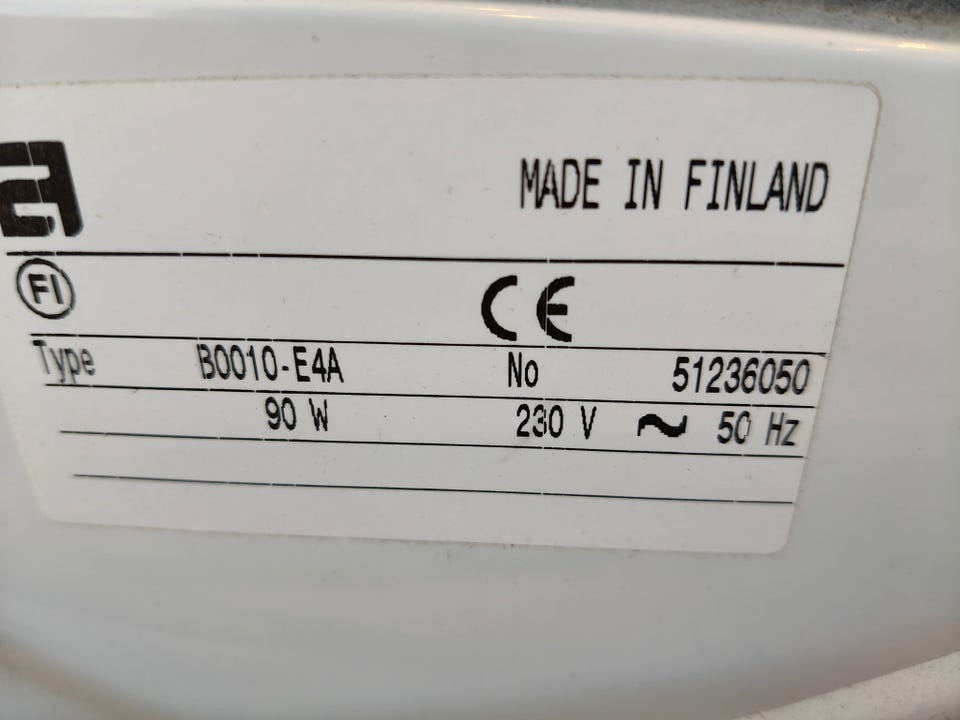 a
MADE IN FINLAND
FI
CE
Type B0010-E4A No 51236050
90 W 230 V ~ 50 Hz